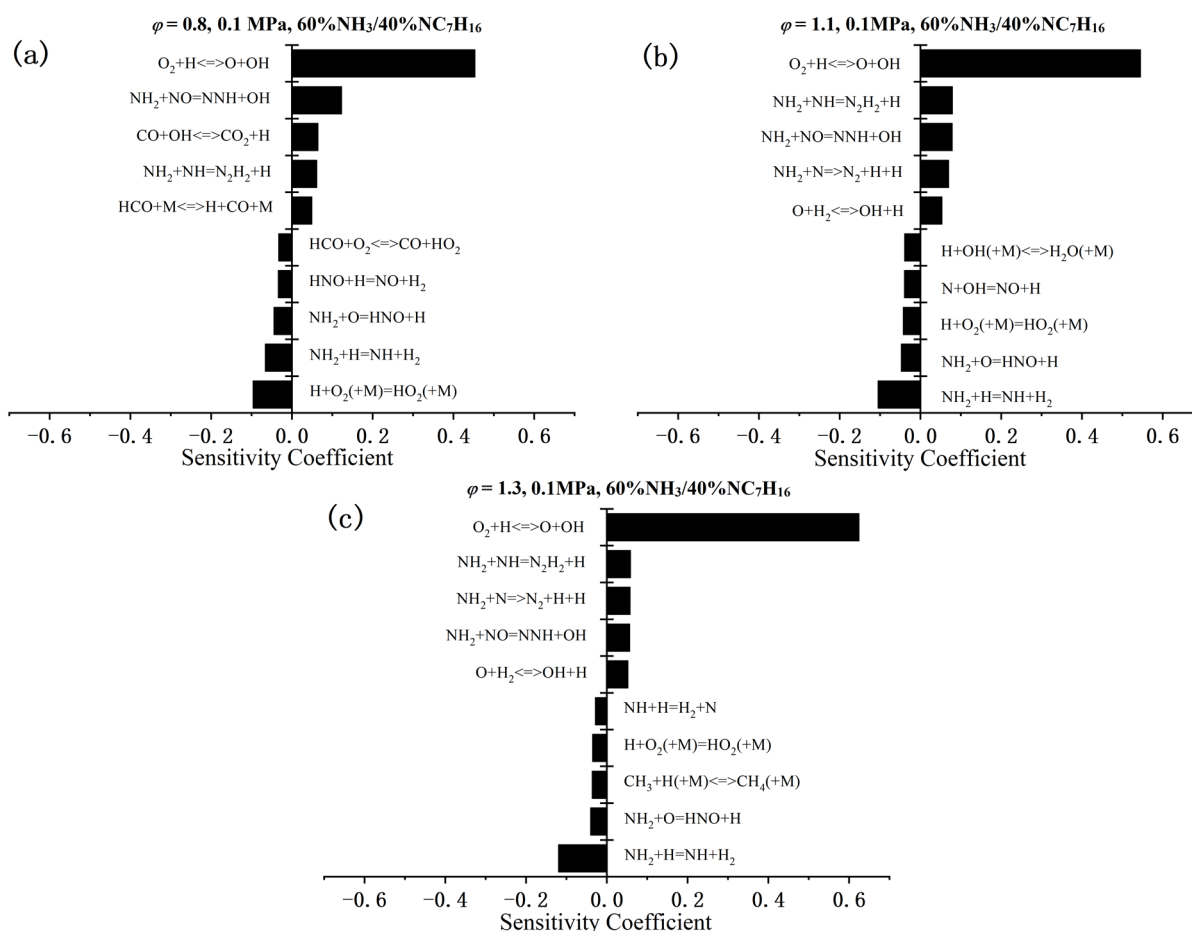 φ = 0.8, 0.1 MPa, 60%NH₃/40%NC₇H₁₆
(a)
O₂+H<=>O+OH
NH₂+NO=NNH+OH
CO+OH<=>CO₂+H
NH₂+NH=N₂H₂+H
HCO+M<=>H+CO+M
HCO+O₂<=>CO+HO₂
HNO+H=NO+H₂
NH₂+O=HNO+H
NH₂+H=NH+H₂
H+O₂(+M)=HO₂(+M)
-0.6 -0.4 -0.2 0.0 0.2 0.4 0.6
Sensitivity Coefficient
φ = 1.1, 0.1MPa, 60%NH₃/40%NC₇H₁₆
(b)
O₂+H<=>O+OH
NH₂+NH=N₂H₂+H
NH₂+NO=NNH+OH
NH₂+N=>N₂+H+H
O+H₂<=>OH+H
H+OH(+M)<=>H₂O(+M)
N+OH=NO+H
H+O₂(+M)=HO₂(+M)
NH₂+O=HNO+H
NH₂+H=NH+H₂
-0.6 -0.4 -0.2 0.0 0.2 0.4 0.6
Sensitivity Coefficient
φ = 1.3, 0.1MPa, 60%NH₃/40%NC₇H₁₆
(c)
O₂+H<=>O+OH
NH₂+NH=N₂H₂+H
NH₂+N=>N₂+H+H
NH₂+NO=NNH+OH
O+H₂<=>OH+H
NH+H=H₂+N
H+O₂(+M)=HO₂(+M)
CH₃+H(+M)<=>CH₄(+M)
NH₂+O=HNO+H
NH₂+H=NH+H₂
-0.6 -0.4 -0.2 0.0 0.2 0.4 0.6
Sensitivity Coefficient